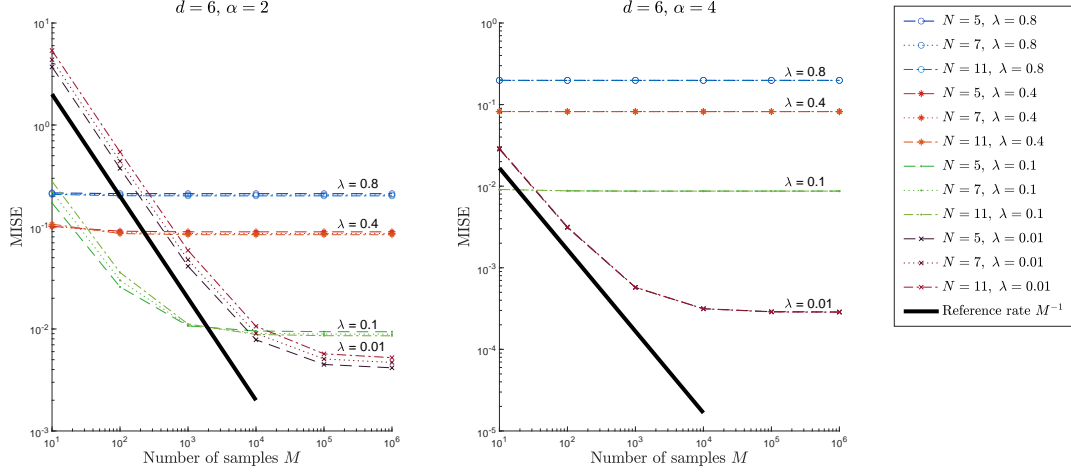 d = 6, α = 2
10^1
10^0
10^-1
10^-2
10^-3
MISE
λ = 0.8
λ = 0.4
λ = 0.1
λ = 0.01
10^1 10^2 10^3 10^4 10^5 10^6
Number of samples M
d = 6, α = 4
10^0
10^-1
10^-2
10^-3
10^-4
10^-5
MISE
λ = 0.8
λ = 0.4
λ = 0.1
λ = 0.01
10^1 10^2 10^3 10^4 10^5 10^6
Number of samples M
N = 5, λ = 0.8
N = 7, λ = 0.8
N = 11, λ = 0.8
N = 5, λ = 0.4
N = 7, λ = 0.4
N = 11, λ = 0.4
N = 5, λ = 0.1
N = 7, λ = 0.1
N = 11, λ = 0.1
N = 5, λ = 0.01
N = 7, λ = 0.01
N = 11, λ = 0.01
Reference rate M^-1